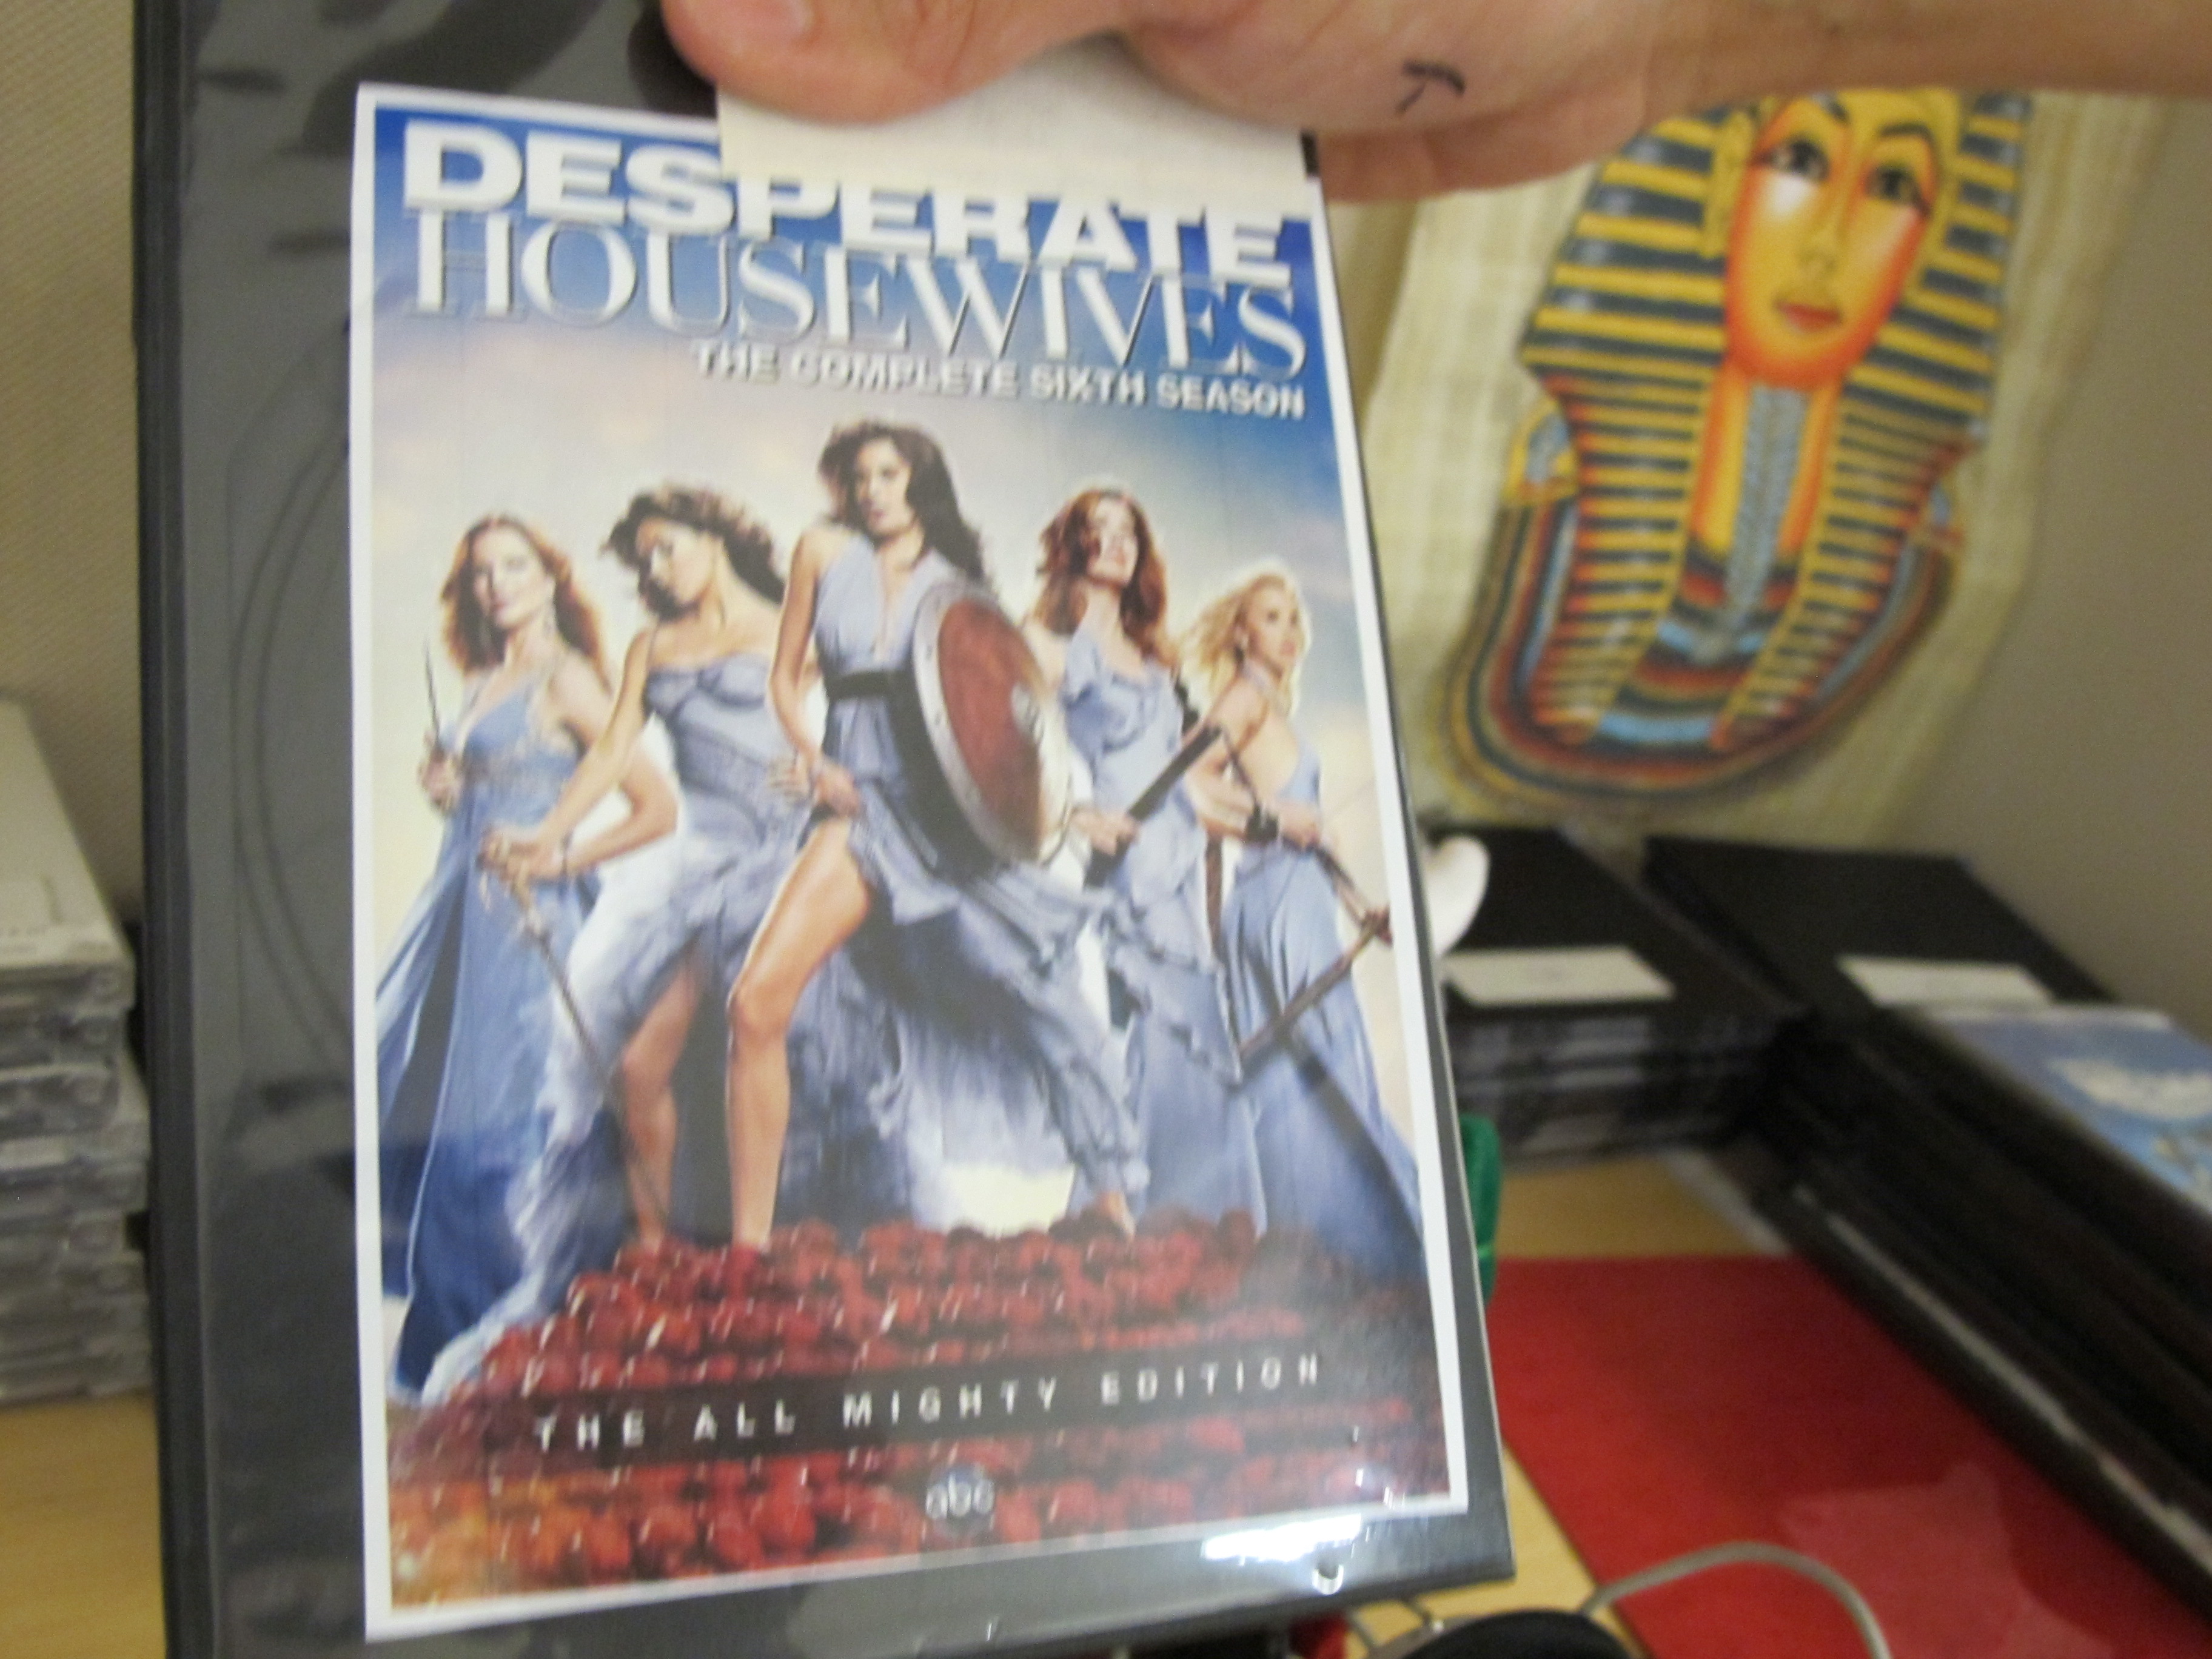 DESPERATE
HOUSEWIVES
THE COMPLETE SIXTH SEASON
THE ALL MIGHTY EDITION
abc